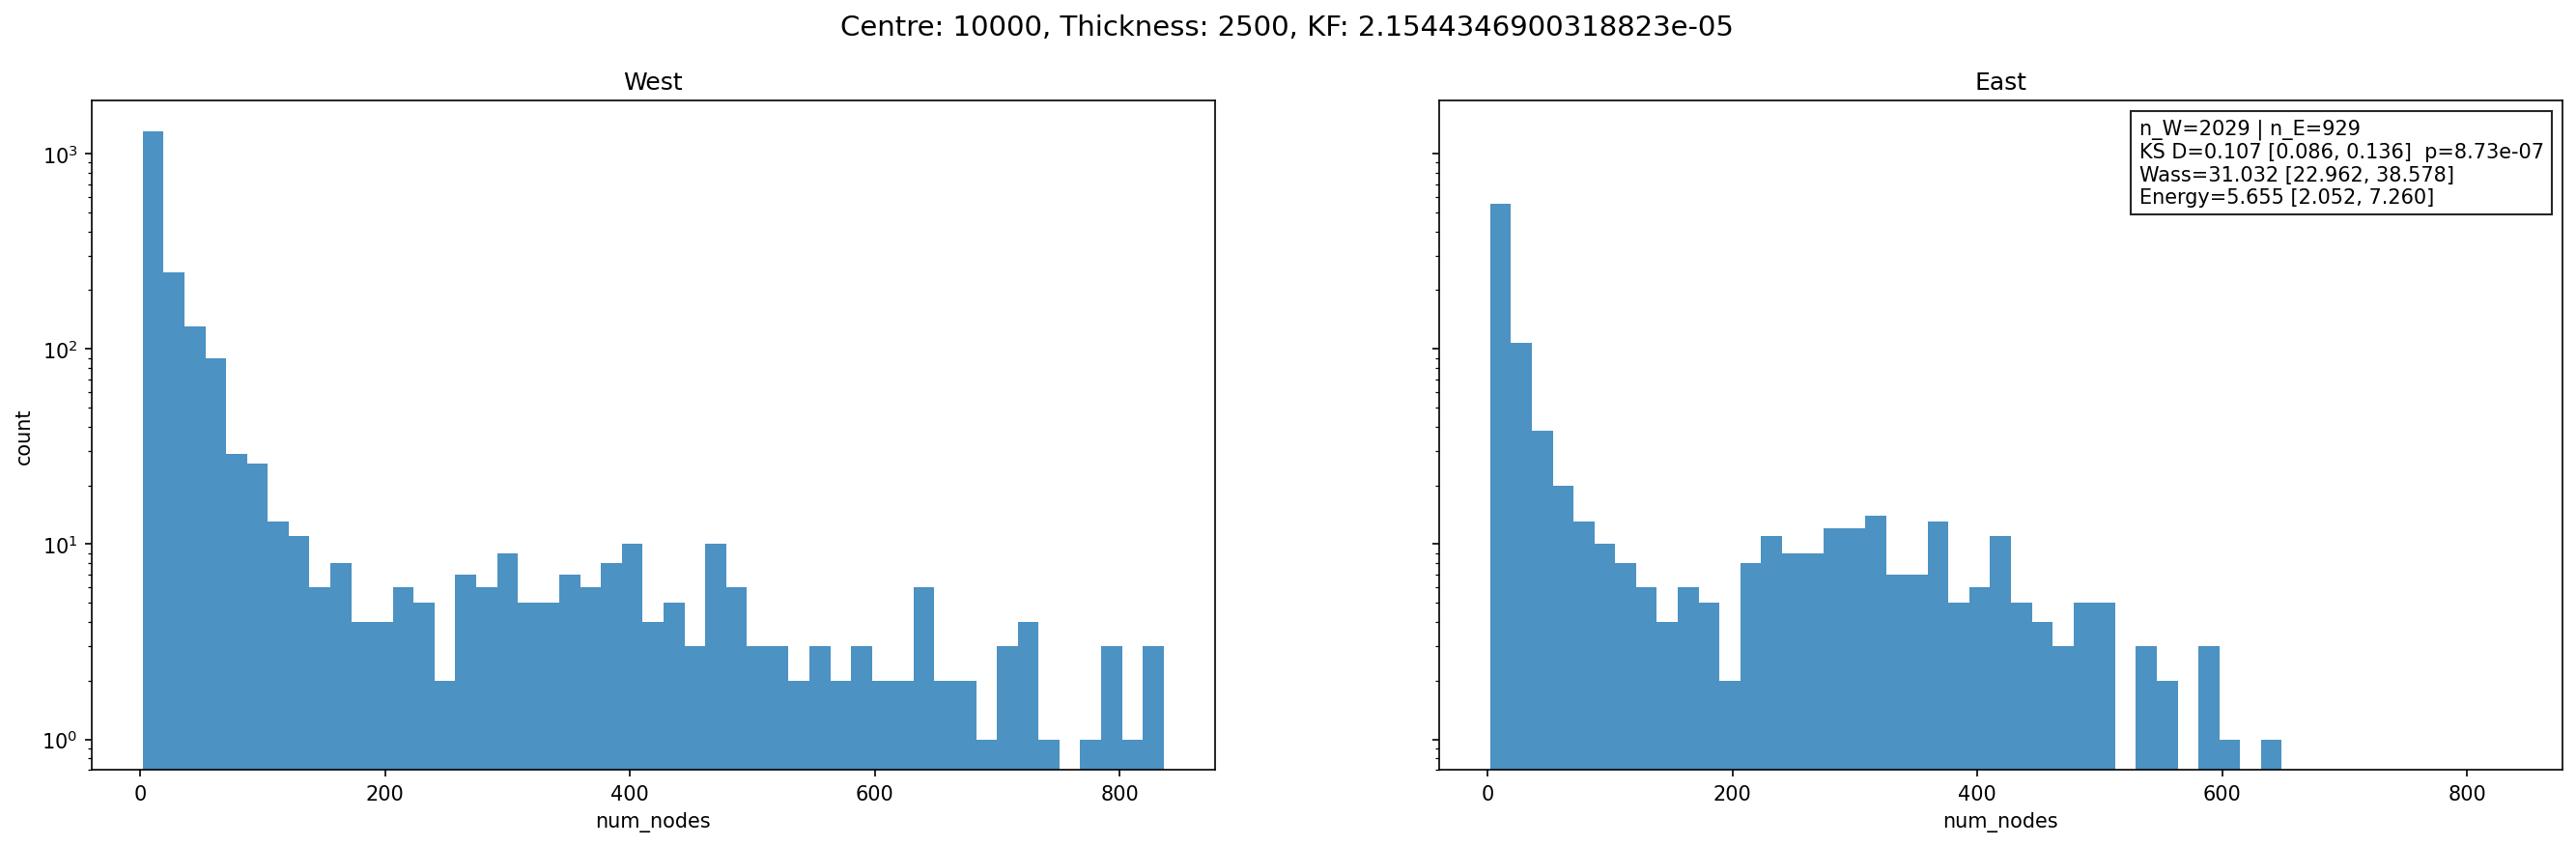 Centre: 10000, Thickness: 2500, KF: 2.1544346900318823e-05
West
10³
10²
10¹
10⁰
count
0 200 400 600 800
num_nodes
East
n_W=2029 | n_E=929
KS D=0.107 [0.086, 0.136]  p=8.73e-07
Wass=31.032 [22.962, 38.578]
Energy=5.655 [2.052, 7.260]
0 200 400 600 800
num_nodes